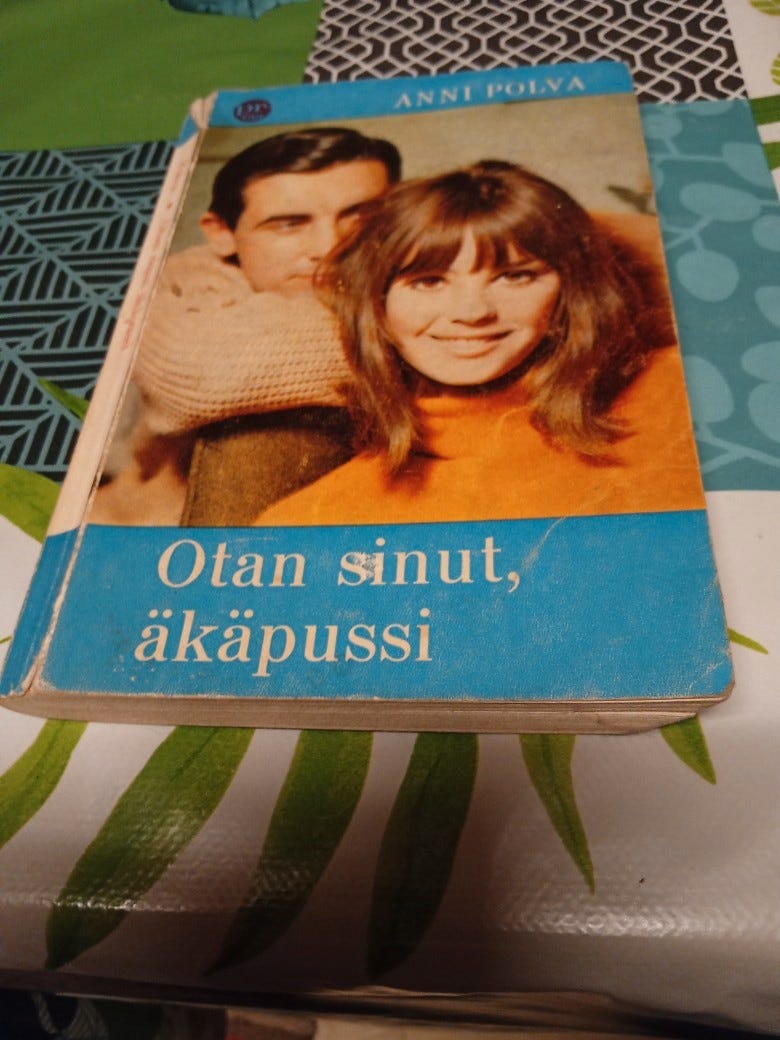 ANNI POLVA
Otan sinut,
äkäpussi